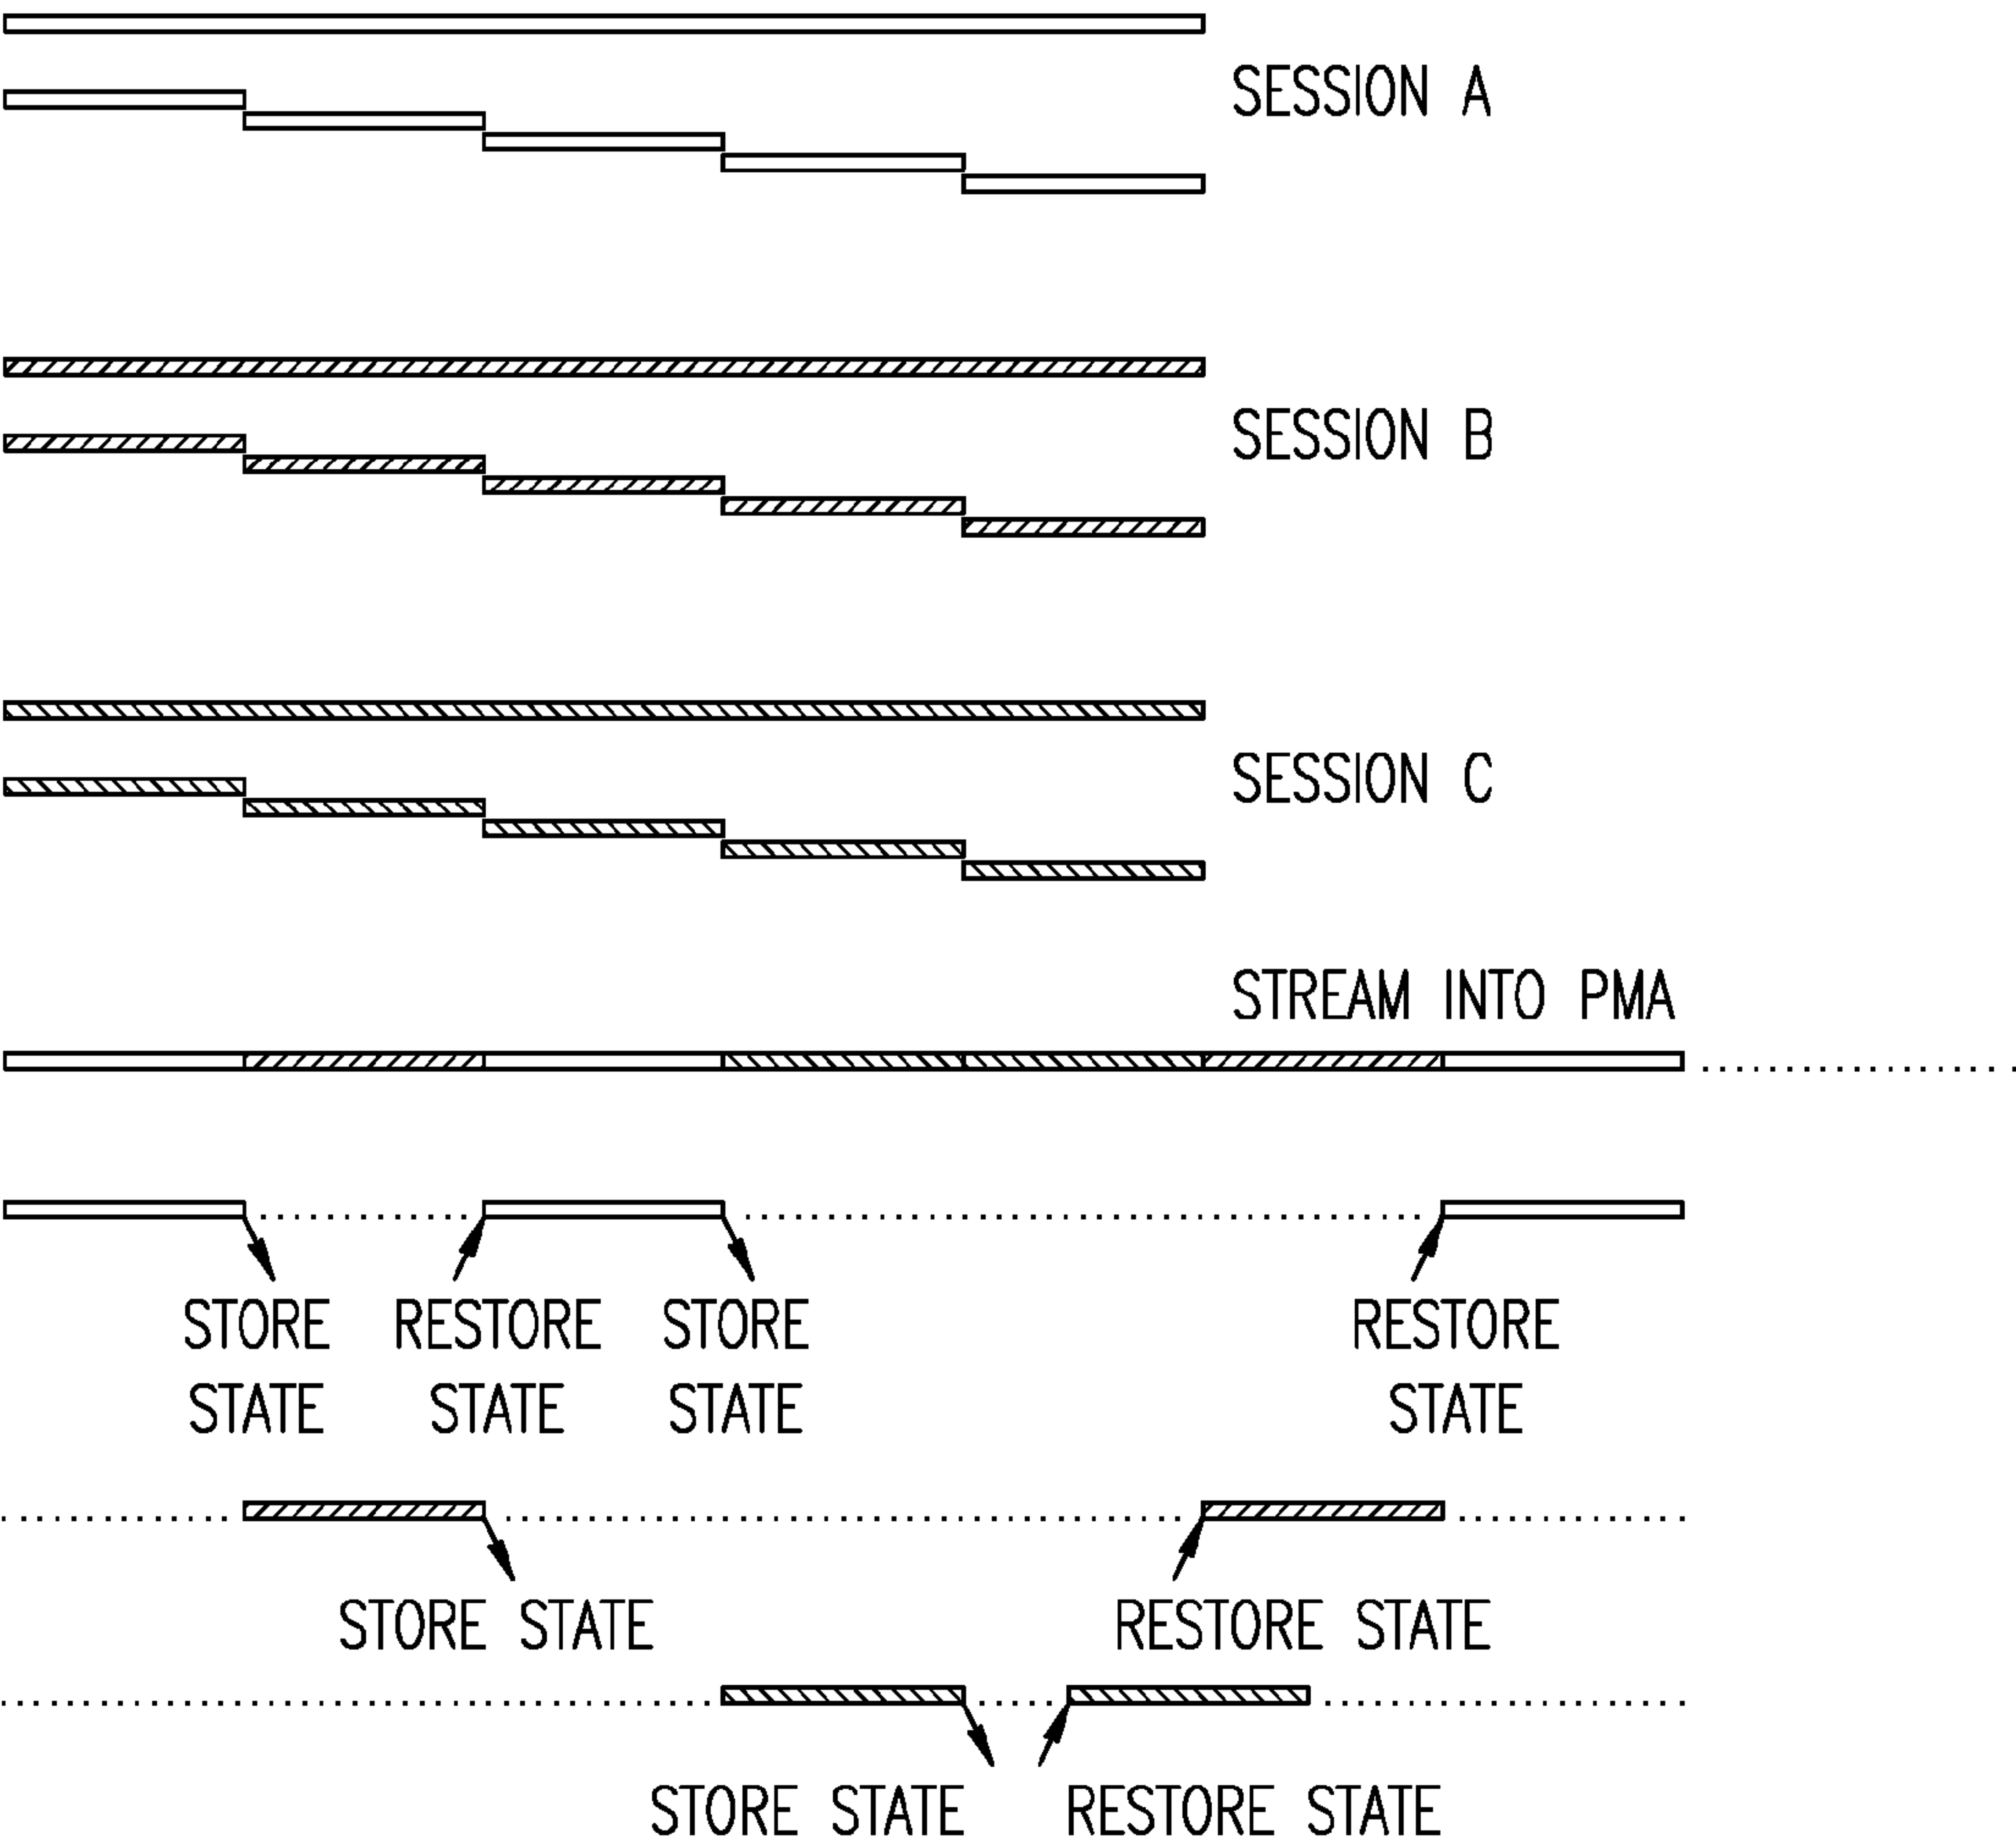 SESSION A
SESSION B
SESSION C
STREAM INTO PMA
STORE STATE
RESTORE STATE
STORE STATE
RESTORE STATE
STORE STATE
RESTORE STATE
STORE STATE
RESTORE STATE